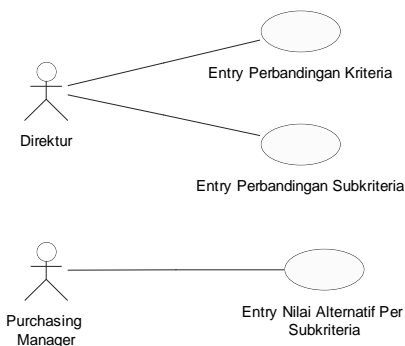 Entry Perbandingan Kriteria
Direktur
Entry Perbandingan Subkriteria
Purchasing
Manager
Entry Nilai Alternatif Per
Subkriteria